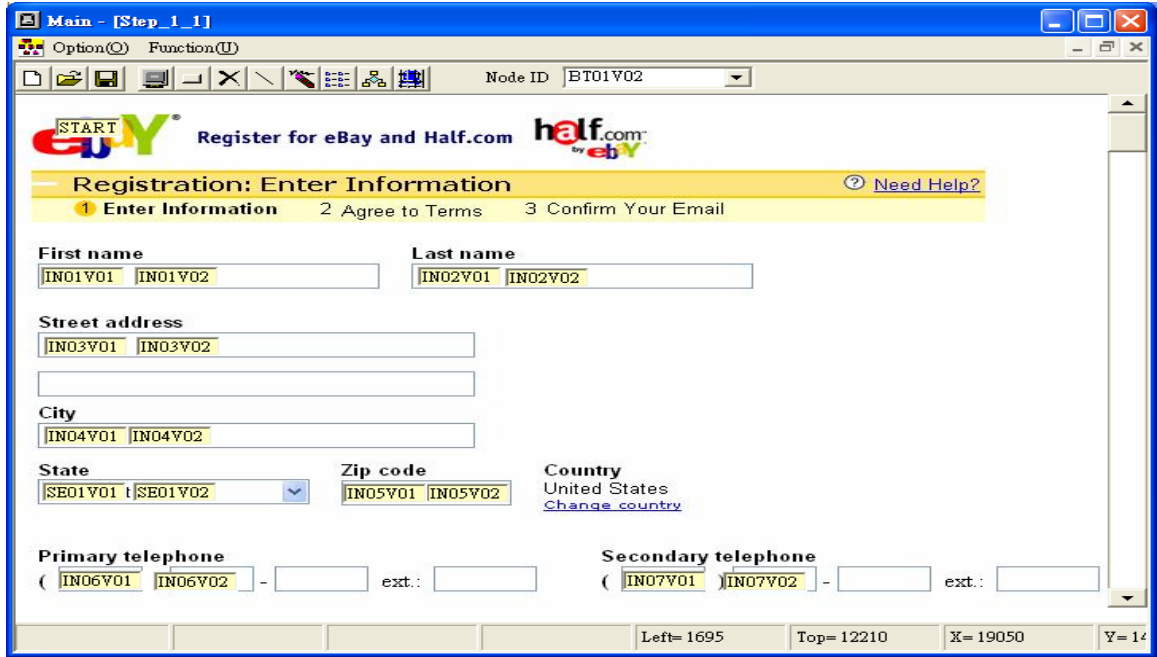 Main - [Step_1_1]
Option(O) Function(U)
Node ID BT01V02
START
ebY® Register for eBay and Half.com half.com by ebY
Registration: Enter Information ? Need Help?
1 Enter Information 2 Agree to Terms 3 Confirm Your Email
First name Last name
IN01V01 IN01V02 IN02V01 IN02V02
Street address
IN03V01 IN03V02
City
IN04V01 IN04V02
State Zip code Country
SE01V01 t SE01V02 IN05V01 IN05V02 United States
Change country
Primary telephone Secondary telephone
( IN06V01 IN06V02 - ext.: ( IN07V01 ) IN07V02 - ext.:
Left= 1695 Top= 12210 X= 19050 Y= 14